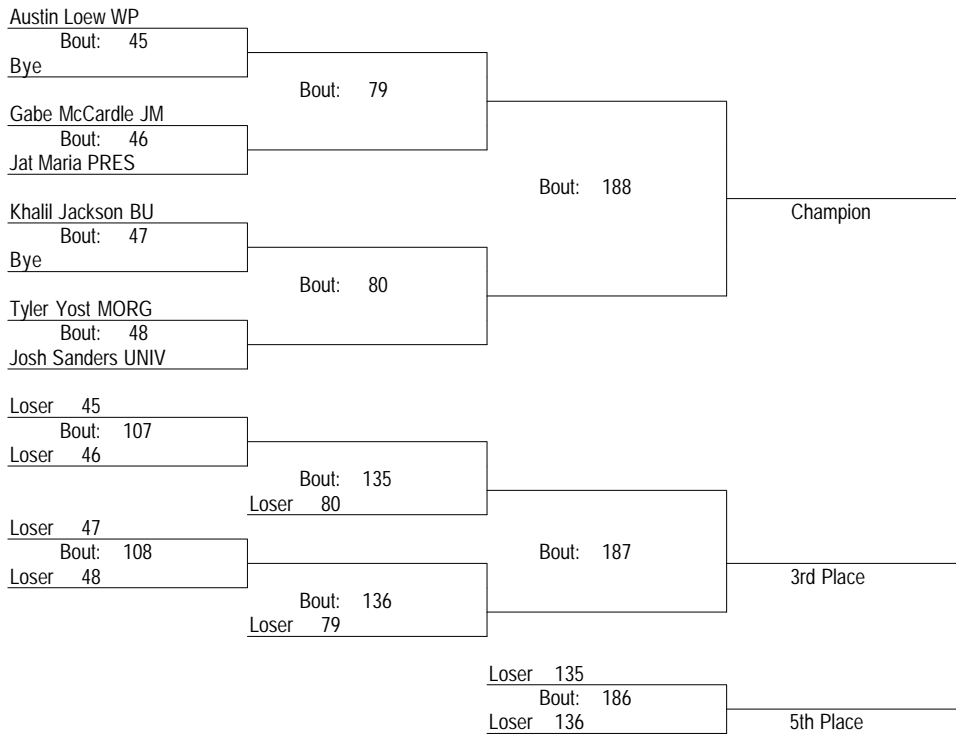 Austin Loew WP
Bout: 45
Bye
Bout: 79
Gabe McCardle JM
Bout: 46
Jat Maria PRES
Bout: 188
Khalil Jackson BU
Champion
Bout: 47
Bye
Bout: 80
Tyler Yost MORG
Bout: 48
Josh Sanders UNIV
Loser 45
Bout: 107
Loser 46
Bout: 135
Loser 80
Loser 47
Bout: 108
Bout: 187
Loser 48
3rd Place
Bout: 136
Loser 79
Loser 135
Bout: 186
Loser 136
5th Place